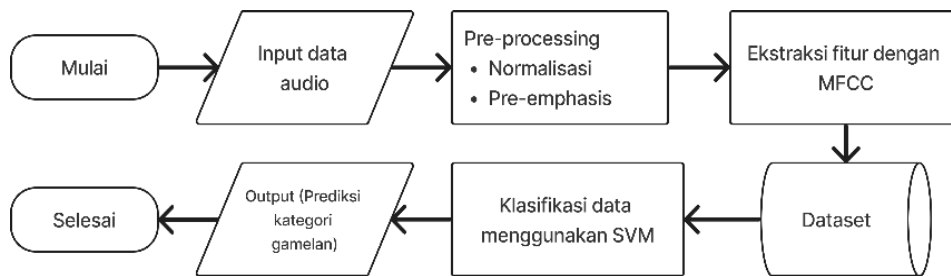 Mulai
Input data
audio
Pre-processing
• Normalisasi
• Pre-emphasis
Ekstraksi fitur dengan
MFCC
Dataset
Klasifikasi data
menggunakan SVM
Output (Prediksi
kategori
gamelan)
Selesai